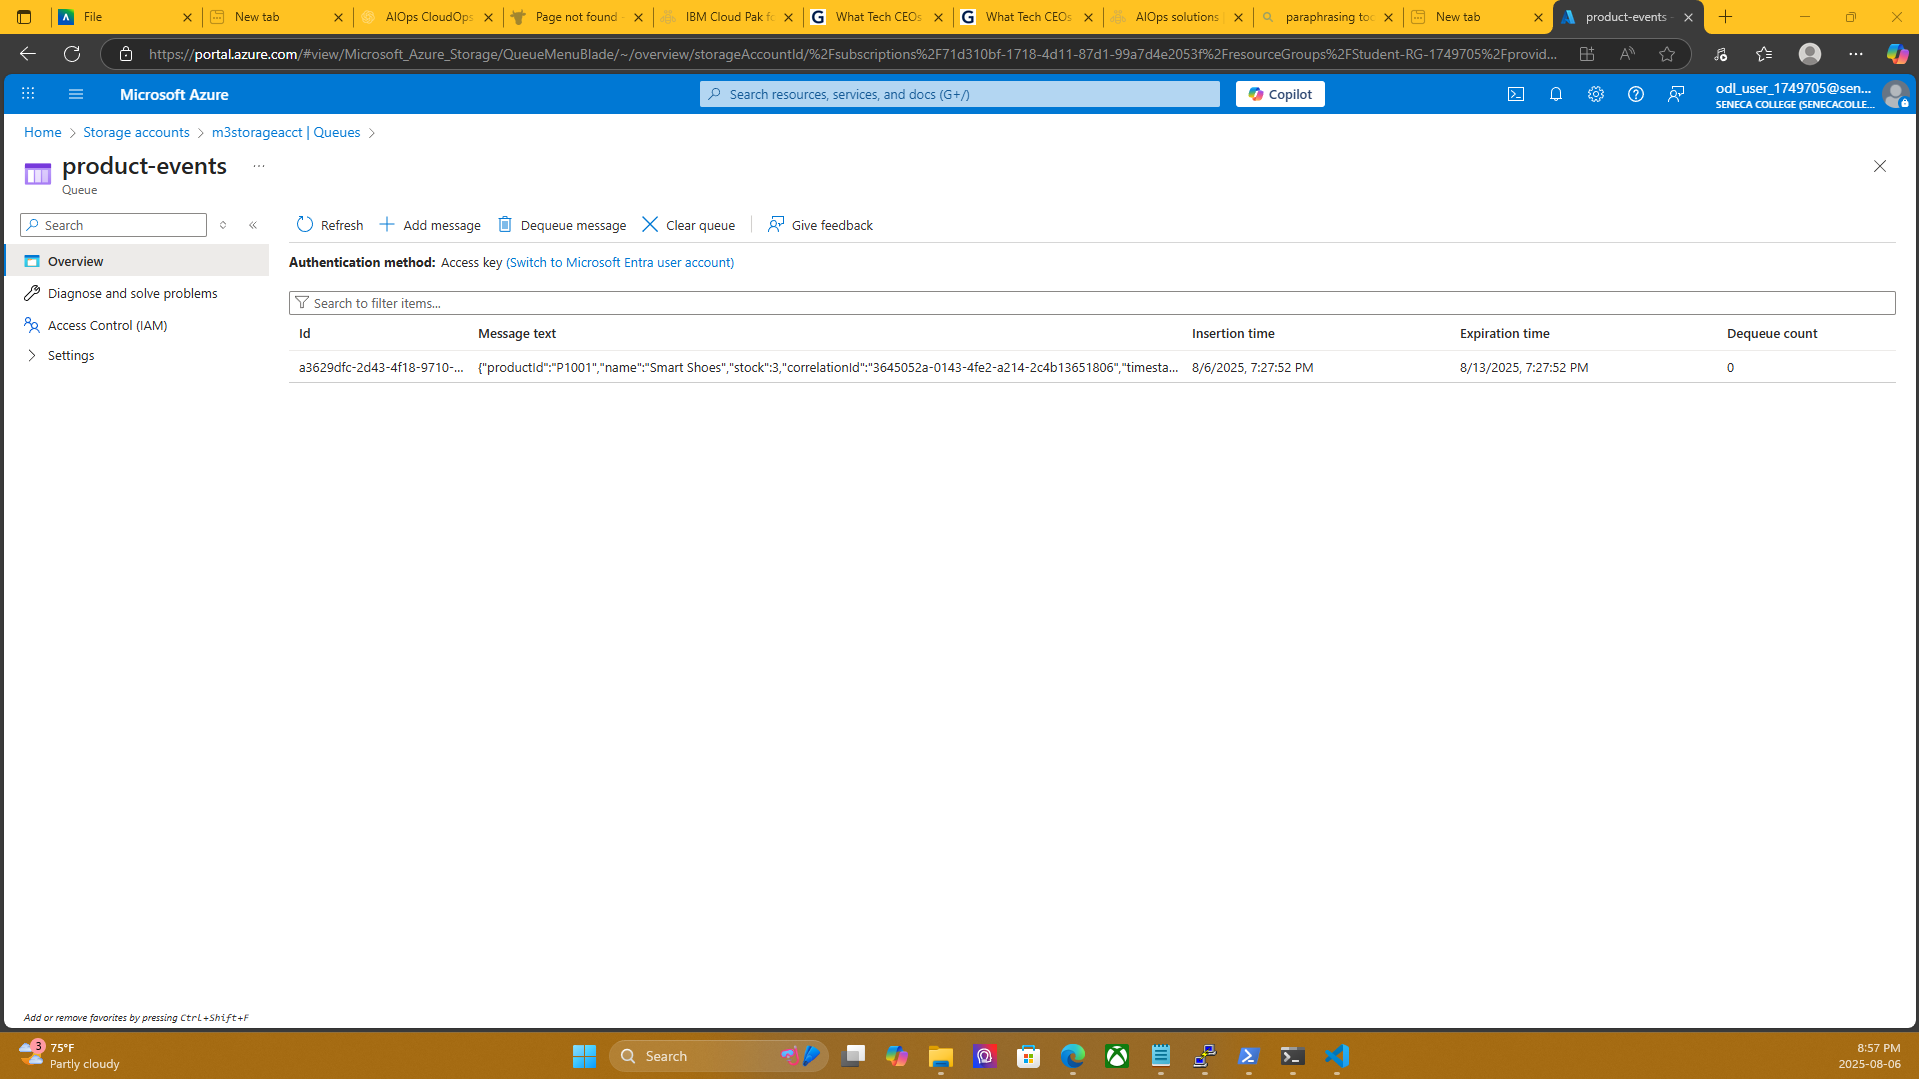 File
New tab
AIOps CloudOps
Page not found -
IBM Cloud Pak fo
What Tech CEOs
What Tech CEOs
AIOps solutions |
paraphrasing too
New tab
product-events -
https://portal.azure.com/#view/Microsoft_Azure_Storage/QueueMenuBlade/~/overview/storageAccountId/%2Fsubscriptions%2F71d310bf-1718-4d11-87d1-99a7d4e2053f%2FresourceGroups%2FStudent-RG-1749705%2Fprovid...
Microsoft Azure
Search resources, services, and docs (G+/)
Copilot
odl_user_1749705@sen...
SENECA COLLEGE (SENECACOLLE...
Home > Storage accounts > m3storageacct | Queues >
product-events ...
Queue
Search
Refresh
Add message
Dequeue message
Clear queue
Give feedback
Overview
Diagnose and solve problems
Access Control (IAM)
Settings
Authentication method: Access key (Switch to Microsoft Entra user account)
Search to filter items...
Id Message text Insertion time Expiration time Dequeue count
a3629dfc-2d43-4f18-9710-... {"productId":"P1001","name":"Smart Shoes","stock":3,"correlationId":"3645052a-0143-4fe2-a214-2c4b13651806","timesta... 8/6/2025, 7:27:52 PM 8/13/2025, 7:27:52 PM 0
Add or remove favorites by pressing Ctrl+Shift+F
3
75°F
Partly cloudy
Search
8:57 PM
2025-08-06